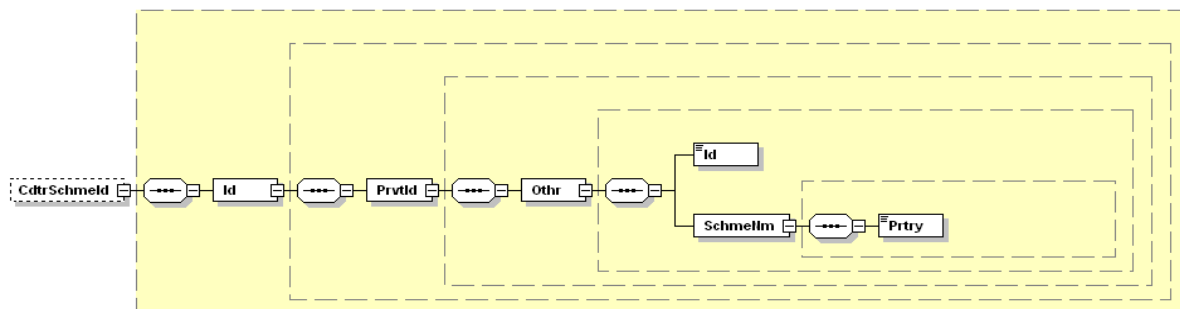 Id
CdtrSchmeId
Id
PrvtId
Othr
SchmeNm
Prtry